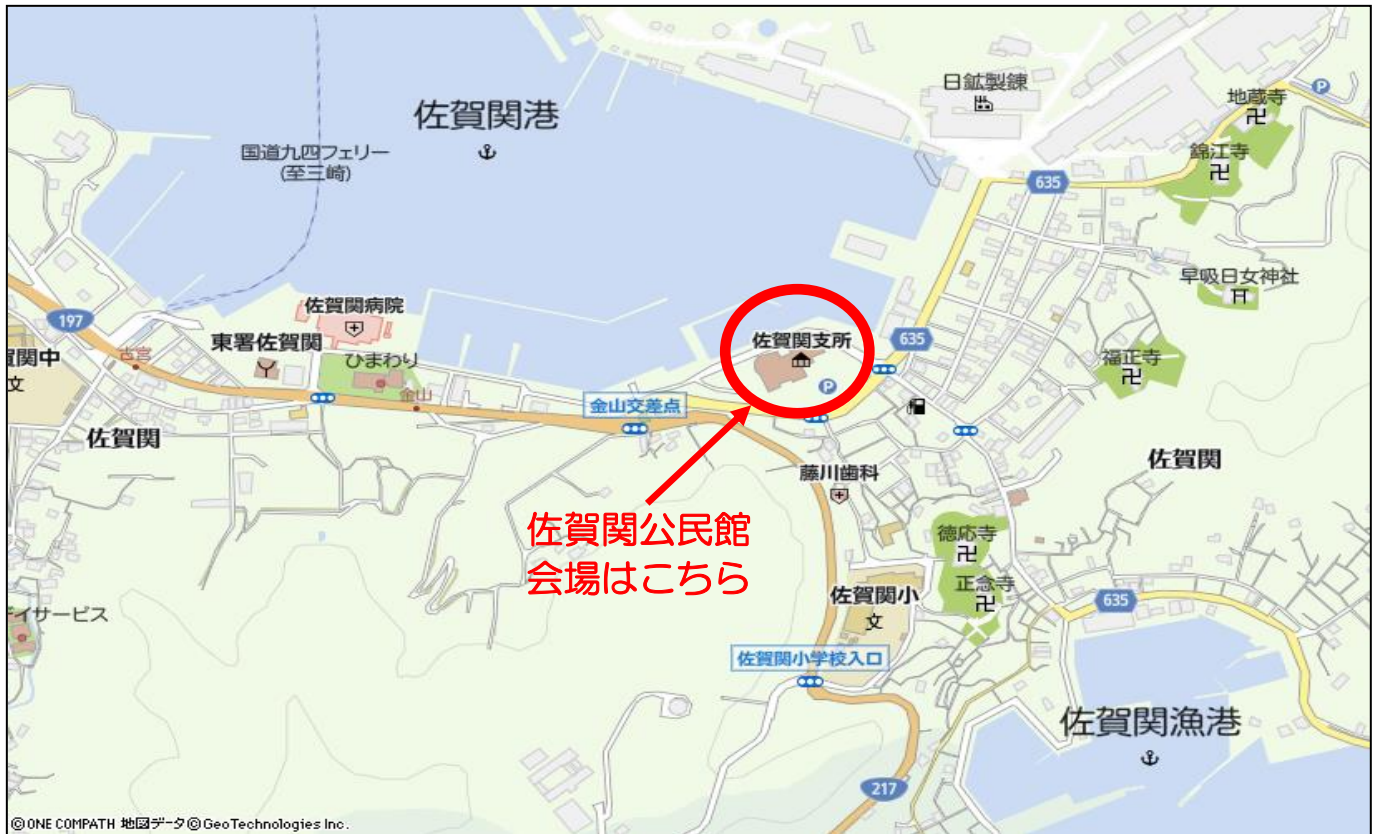 日鉱製錬
地蔵寺
佐賀関港
国道九四フェリー
(至三崎)
錦江寺
635
早吸日女神社
佐賀関病院
197
東署佐賀関
佐賀関支所
635
賀関中
文
古宮
ひまわり
福正寺
P
P
金山
金山交差点
佐賀関
佐賀関
藤川歯科
佐賀関公民館
会場はこちら
徳応寺
佐賀関小
文
正念寺
635
イサービス
佐賀関小学校入口
佐賀関漁港
217
©ONE COMPATH 地図データ©GeoTechnologies Inc.